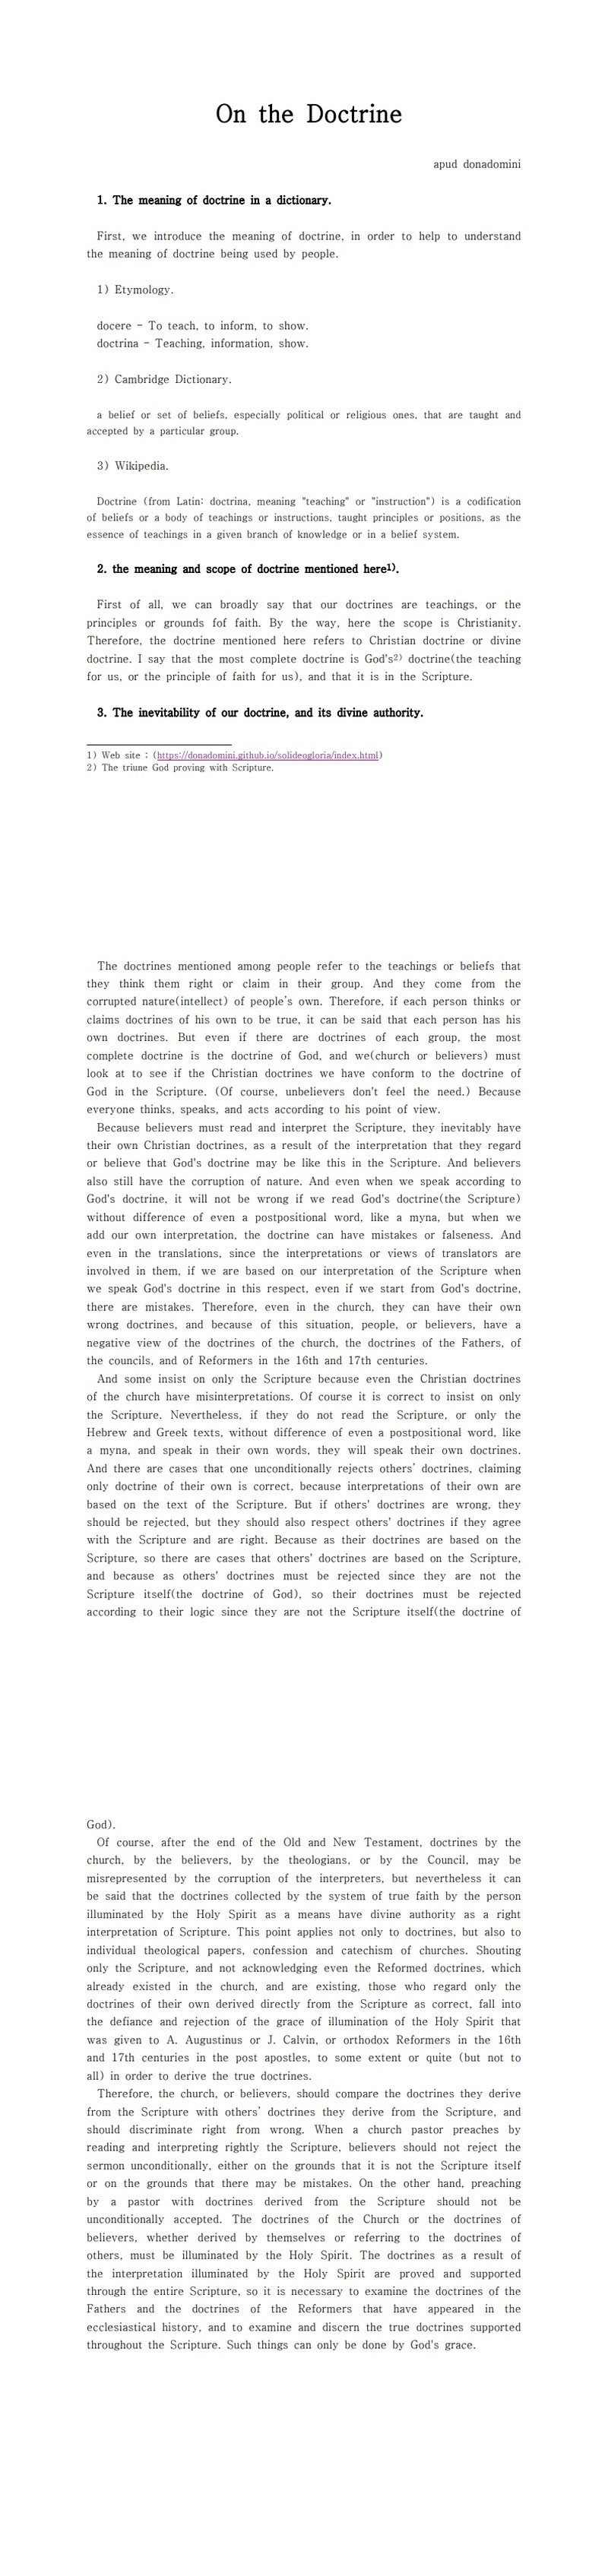 On the Doctrine
apud donadomini
1. The meaning of doctrine in a dictionary.
First, we introduce the meaning of doctrine, in order to help to understand
the meaning of doctrine being used by people.
1) Etymology.
docere - To teach, to inform, to show.
doctrina - Teaching, information, show.
2) Cambridge Dictionary.
a belief or set of beliefs, especially political or religious ones, that are taught and
accepted by a particular group.
3) Wikipedia.
Doctrine (from Latin: doctrina, meaning "teaching" or "instruction") is a codification
of beliefs or a body of teachings or instructions, taught principles or positions, as the
essence of teachings in a given branch of knowledge or in a belief system.
2. the meaning and scope of doctrine mentioned here1).
First of all, we can broadly say that our doctrines are teachings, or the
principles or grounds fof faith. By the way, here the scope is Christianity.
Therefore, the doctrine mentioned here refers to Christian doctrine or divine
doctrine. I say that the most complete doctrine is God's2) doctrine(the teaching
for us, or the principle of faith for us), and that it is in the Scripture.
3. The inevitability of our doctrine, and its divine authority.
1) Web site : (https://donadomini.github.io/solideogloria/index.html)
2) The triune God proving with Scripture.
The doctrines mentioned among people refer to the teachings or beliefs that
they think them right or claim in their group. And they come from the
corrupted nature(intellect) of people's own. Therefore, if each person thinks or
claims doctrines of his own to be true, it can be said that each person has his
own doctrines. But even if there are doctrines of each group, the most
complete doctrine is the doctrine of God, and we(church or believers) must
look at to see if the Christian doctrines we have conform to the doctrine of
God in the Scripture. (Of course, unbelievers don't feel the need.) Because
everyone thinks, speaks, and acts according to his point of view.
Because believers must read and interpret the Scripture, they inevitably have
their own Christian doctrines, as a result of the interpretation that they regard
or believe that God's doctrine may be like this in the Scripture. And believers
also still have the corruption of nature. And even when we speak according to
God's doctrine, it will not be wrong if we read God's doctrine(the Scripture)
without difference of even a postpositional word, like a myna, but when we
add our own interpretation, the doctrine can have mistakes or falseness. And
even in the translations, since the interpretations or views of translators are
involved in them, if we are based on our interpretation of the Scripture when
we speak God's doctrine in this respect, even if we start from God's doctrine,
there are mistakes. Therefore, even in the church, they can have their own
wrong doctrines, and because of this situation, people, or believers, have a
negative view of the doctrines of the church, the doctrines of the Fathers, of
the councils, and of Reformers in the 16th and 17th centuries.
And some insist on only the Scripture because even the Christian doctrines
of the church have misinterpretations. Of course it is correct to insist on only
the Scripture. Nevertheless, if they do not read the Scripture, or only the
Hebrew and Greek texts, without difference of even a postpositional word, like
a myna, and speak in their own words, they will speak their own doctrines.
And there are cases that one unconditionally rejects others' doctrines, claiming
only doctrine of their own is correct, because interpretations of their own are
based on the text of the Scripture. But if others' doctrines are wrong, they
should be rejected, but they should also respect others' doctrines if they agree
with the Scripture and are right. Because as their doctrines are based on the
Scripture, so there are cases that others' doctrines are based on the Scripture,
and because as others' doctrines must be rejected since they are not the
Scripture itself(the doctrine of God), so their doctrines must be rejected
according to their logic since they are not the Scripture itself(the doctrine of
God).
Of course, after the end of the Old and New Testament, doctrines by the
church, by the believers, by the theologians, or by the Council, may be
misrepresented by the corruption of the interpreters, but nevertheless it can
be said that the doctrines collected by the system of true faith by the person
illuminated by the Holy Spirit as a means have divine authority as a right
interpretation of Scripture. This point applies not only to doctrines, but also to
individual theological papers, confession and catechism of churches. Shouting
only the Scripture, and not acknowledging even the Reformed doctrines, which
already existed in the church, and are existing, those who regard only the
doctrines of their own derived directly from the Scripture as correct, fall into
the defiance and rejection of the grace of illumination of the Holy Spirit that
was given to A. Augustinus or J. Calvin, or orthodox Reformers in the 16th
and 17th centuries in the post apostles, to some extent or quite (but not to
all) in order to derive the true doctrines.
Therefore, the church, or believers, should compare the doctrines they derive
from the Scripture with others' doctrines they derive from the Scripture, and
should discriminate right from wrong. When a church pastor preaches by
reading and interpreting rightly the Scripture, believers should not reject the
sermon unconditionally, either on the grounds that it is not the Scripture itself
or on the grounds that there may be mistakes. On the other hand, preaching
by a pastor with doctrines derived from the Scripture should not be
unconditionally accepted. The doctrines of the Church or the doctrines of
believers, whether derived by themselves or referring to the doctrines of
others, must be illuminated by the Holy Spirit. The doctrines as a result of
the interpretation illuminated by the Holy Spirit are proved and supported
through the entire Scripture, so it is necessary to examine the doctrines of the
Fathers and the doctrines of the Reformers that have appeared in the
ecclesiastical history, and to examine and discern the true doctrines supported
throughout the Scripture. Such things can only be done by God's grace.